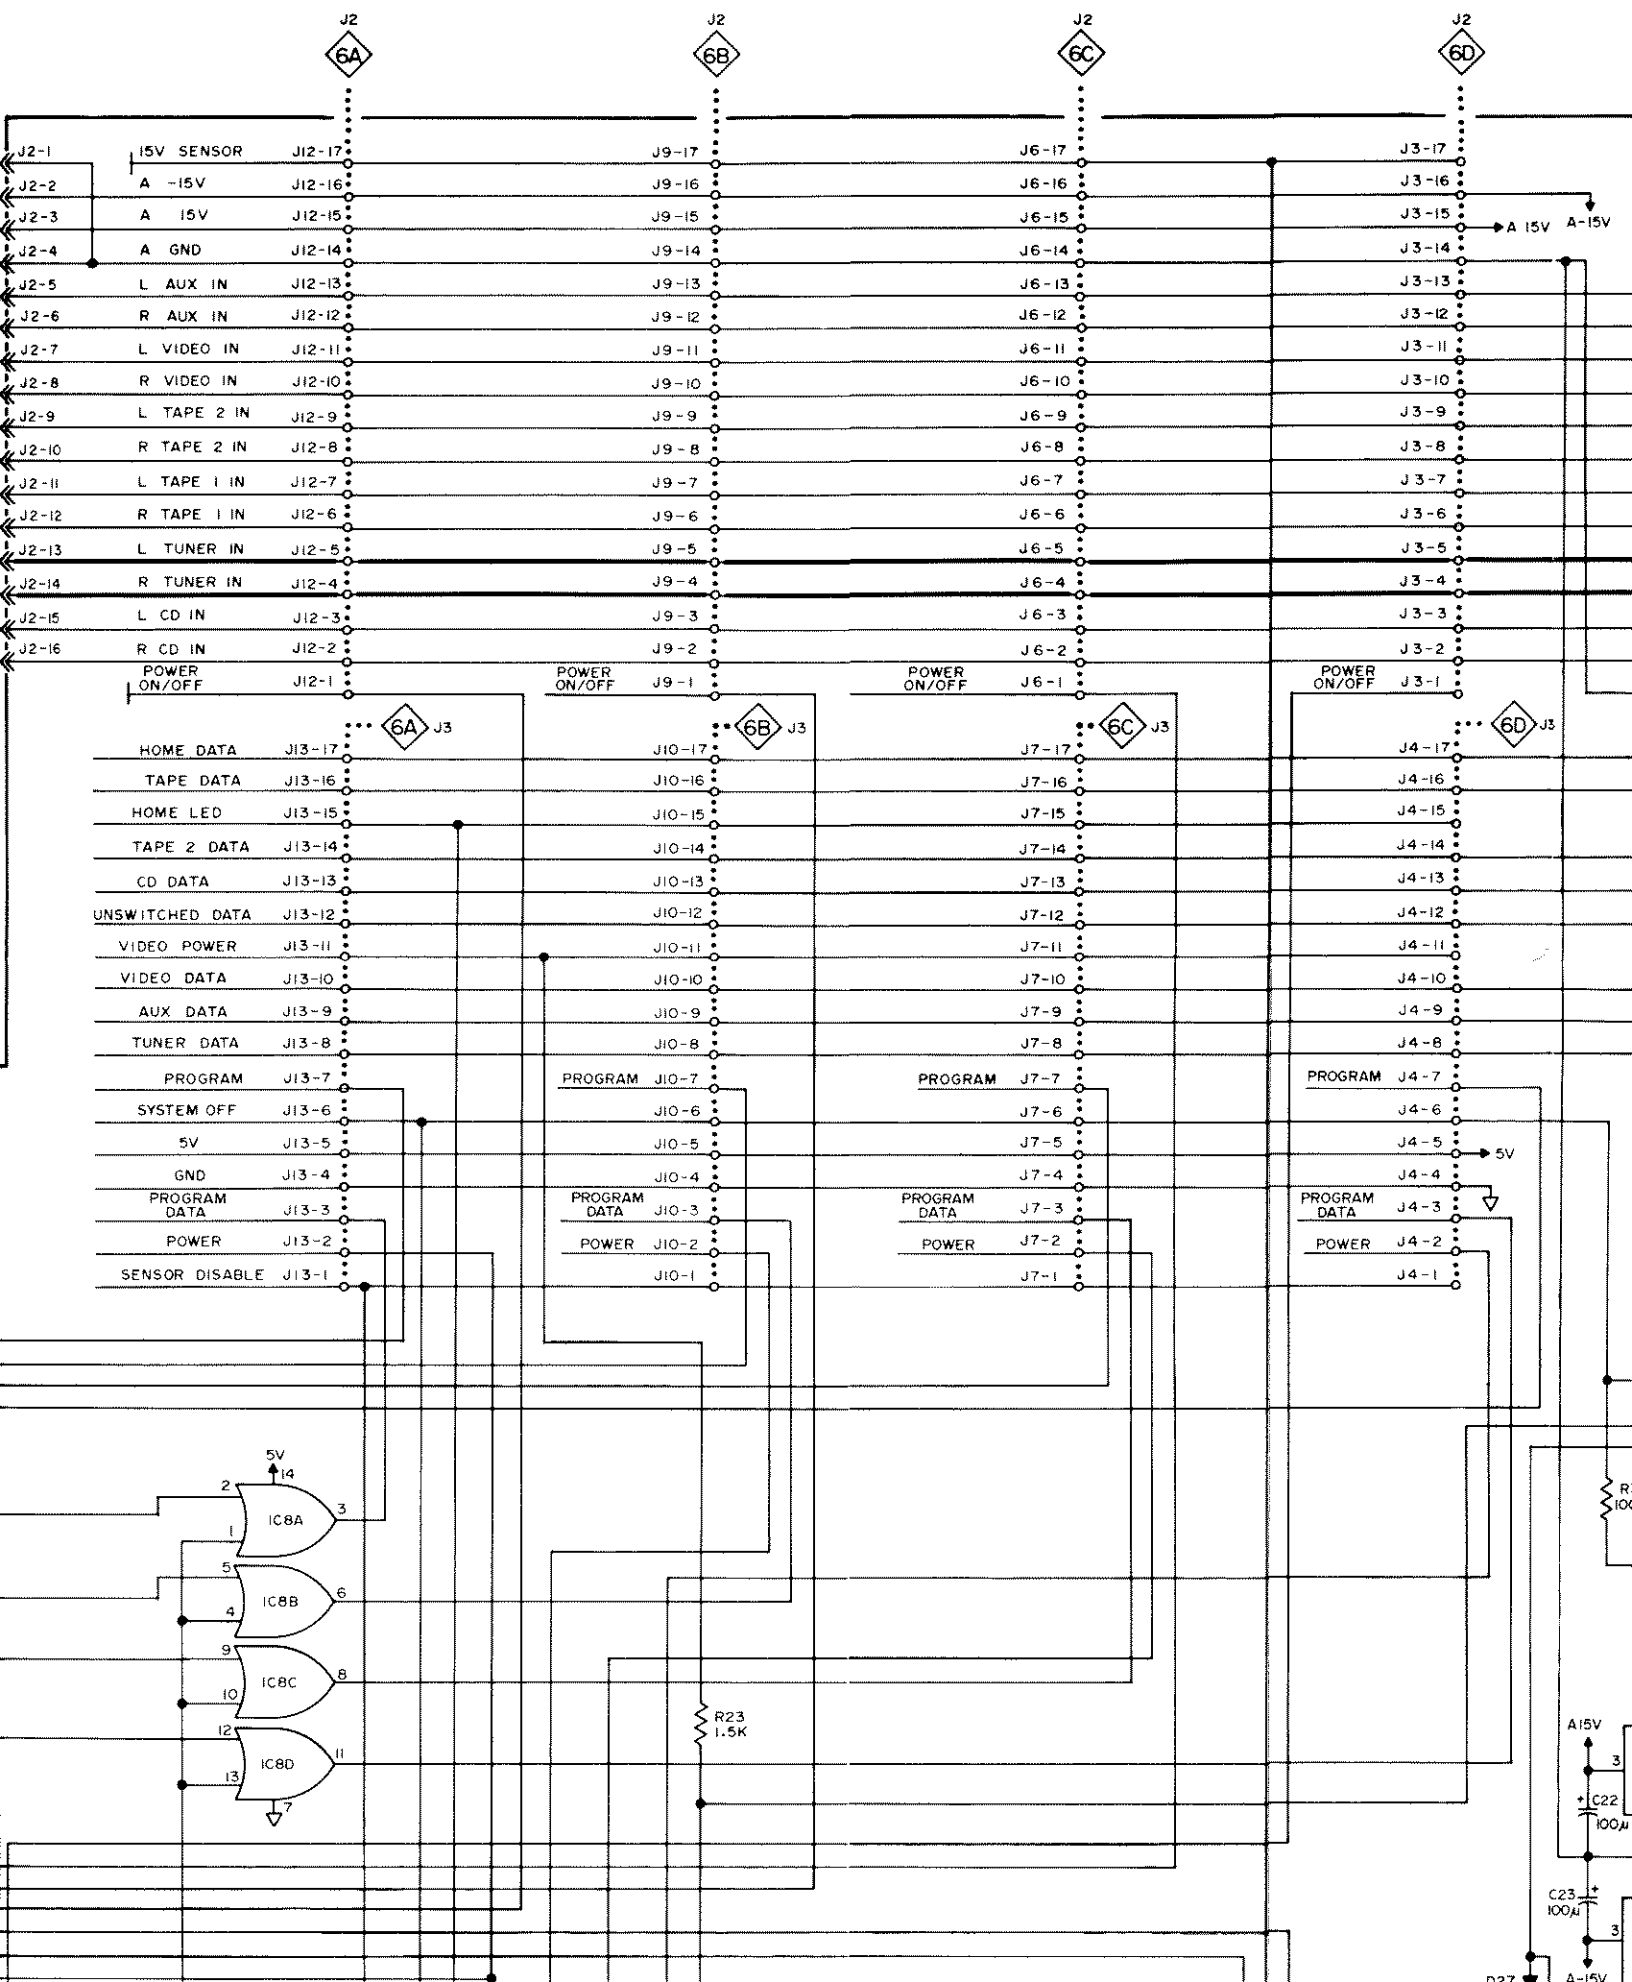 J2 J2 J2 J2
6A 6B 6C 6D
J2-1 15V SENSOR J12-17 J9-17 J6-17 J3-17
J2-2 A -15V J12-16 J9-16 J6-16 J3-16
J2-3 A 15V J12-15 J9-15 J6-15 J3-15 A 15V A-15V
J2-4 A GND J12-14 J9-14 J6-14 J3-14
J2-5 L AUX IN J12-13 J9-13 J6-13 J3-13
J2-6 R AUX IN J12-12 J9-12 J6-12 J3-12
J2-7 L VIDEO IN J12-11 J9-11 J6-11 J3-11
J2-8 R VIDEO IN J12-10 J9-10 J6-10 J3-10
J2-9 L TAPE 2 IN J12-9 J9-9 J6-9 J3-9
J2-10 R TAPE 2 IN J12-8 J9-8 J6-8 J3-8
J2-11 L TAPE 1 IN J12-7 J9-7 J6-7 J3-7
J2-12 R TAPE 1 IN J12-6 J9-6 J6-6 J3-6
J2-13 L TUNER IN J12-5 J9-5 J6-5 J3-5
J2-14 R TUNER IN J12-4 J9-4 J6-4 J3-4
J2-15 L CD IN J12-3 J9-3 J6-3 J3-3
J2-16 R CD IN J12-2 J9-2 J6-2 J3-2
POWER POWER POWER POWER
ON/OFF J12-1 ON/OFF J9-1 ON/OFF J6-1 ON/OFF J3-1
6A J3 6B J3 6C J3 6D J3
HOME DATA J13-17 J10-17 J7-17 J4-17
TAPE DATA J13-16 J10-16 J7-16 J4-16
HOME LED J13-15 J10-15 J7-15 J4-15
TAPE 2 DATA J13-14 J10-14 J7-14 J4-14
CD DATA J13-13 J10-13 J7-13 J4-13
UNSWITCHED DATA J13-12 J10-12 J7-12 J4-12
VIDEO POWER J13-11 J10-11 J7-11 J4-11
VIDEO DATA J13-10 J10-10 J7-10 J4-10
AUX DATA J13-9 J10-9 J7-9 J4-9
TUNER DATA J13-8 J10-8 J7-8 J4-8
PROGRAM J13-7 PROGRAM J10-7 PROGRAM J7-7 PROGRAM J4-7
SYSTEM OFF J13-6 J10-6 J7-6 J4-6
5V J13-5 J10-5 J7-5 J4-5 5V
GND J13-4 J10-4 J7-4 J4-4
PROGRAM PROGRAM PROGRAM PROGRAM
DATA J13-3 DATA J10-3 DATA J7-3 DATA J4-3
POWER J13-2 POWER J10-2 POWER J7-2 POWER J4-2
SENSOR DISABLE J13-1 J10-1 J7-1 J4-1
5V
14
2
IC8A 3
1
5
IC8B 6
4
9
IC8C 8
10
R23
1.5K
12
IC8D 11
13
7
A15V
3
+ C22
100µ
C23 +
100µ
3
D27 A-15V